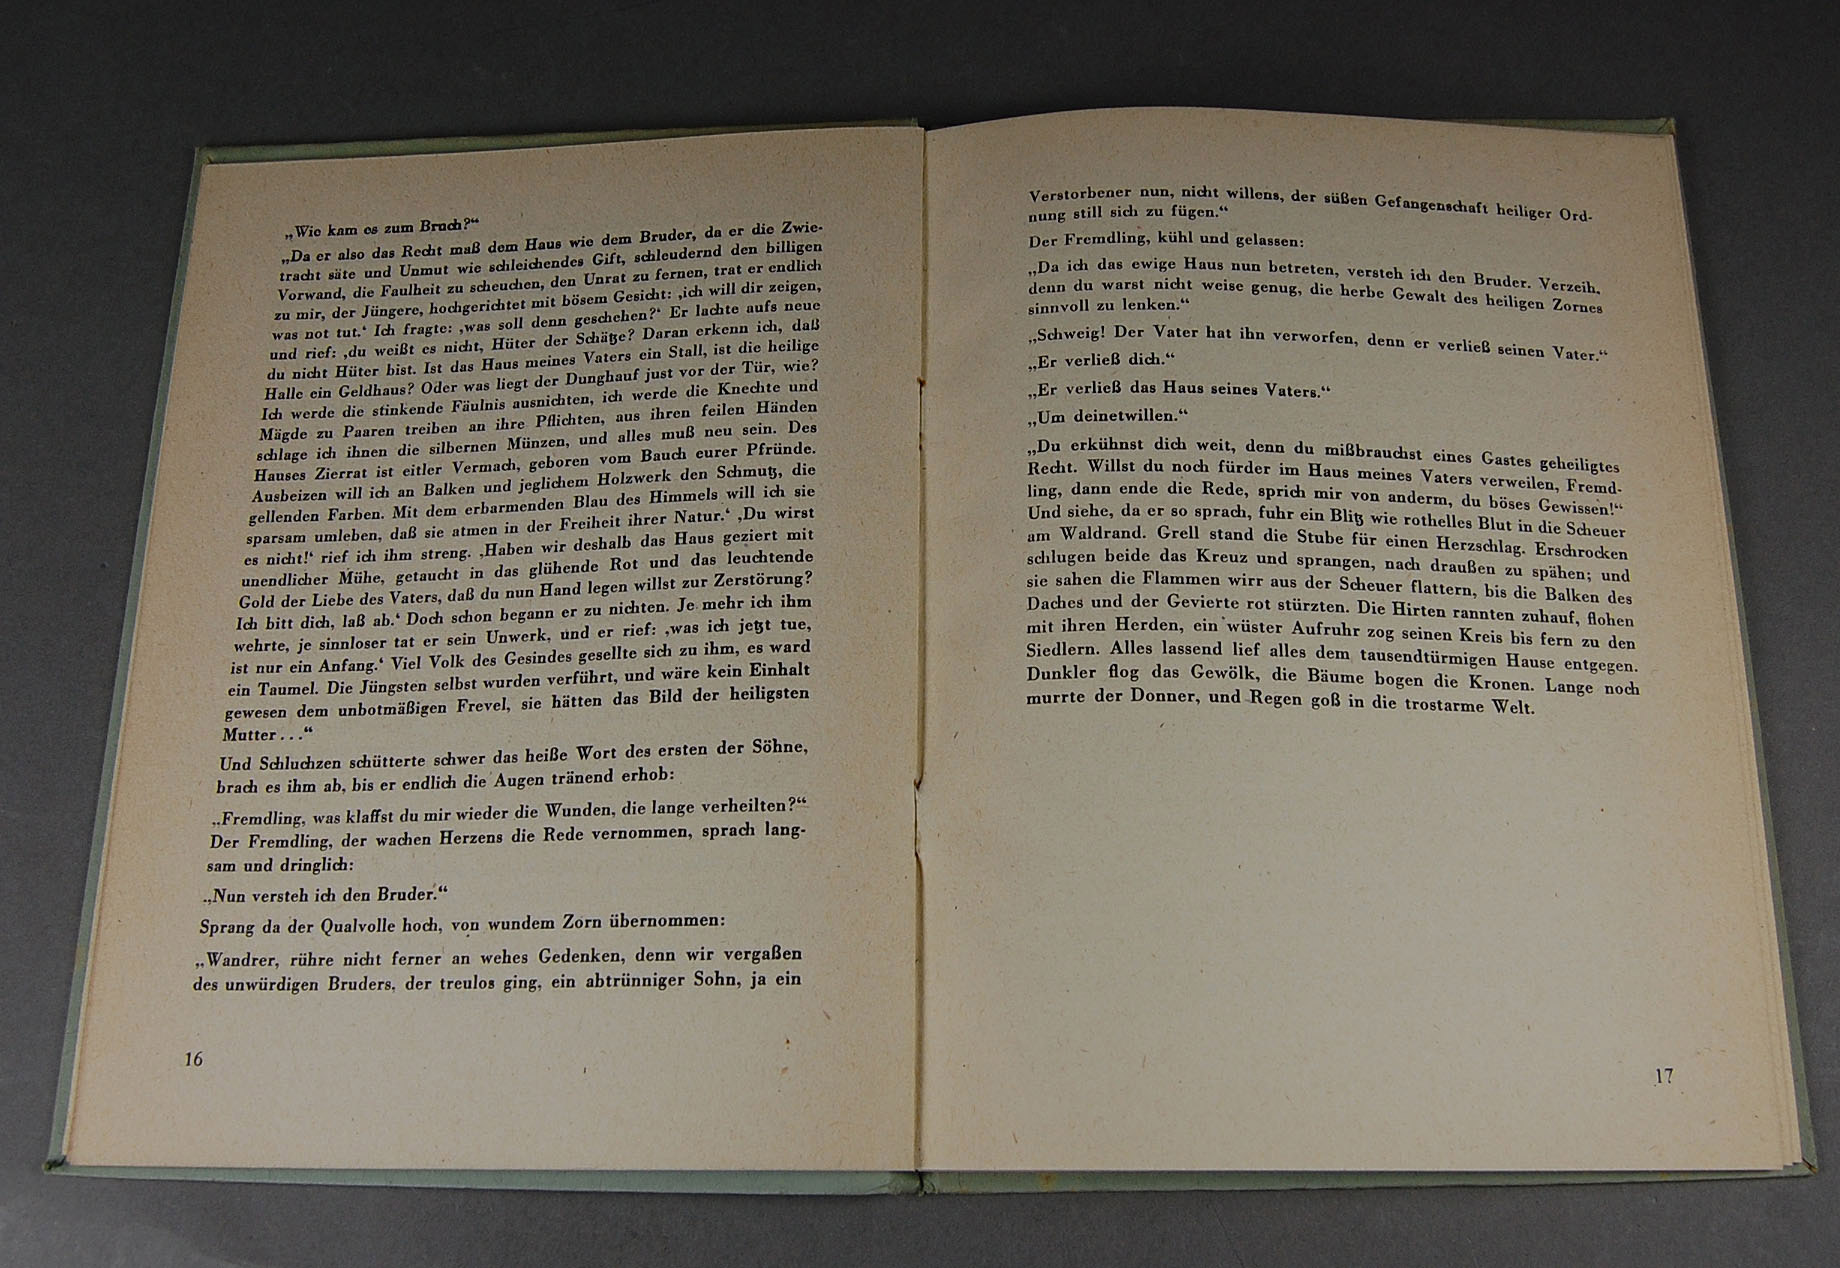 „Wie kam es zum Bruch?“
„Da er also das Recht maß dem Haus wie dem Bruder, da er die Zwie-
tracht säte und Unmut wie schleichendes Gift, schleudernd den billigen
Vorwand, die Faulheit zu scheuchen, den Unrat zu fernen, trat er endlich
zu mir, der Jüngere, hochgerichtet mit bösem Gesicht: ‚ich will dir zeigen,
was not tut.‘ Ich fragte: ‚was soll denn geschehen?‘ Er lachte aufs neue
und rief: ‚du weißt es nicht, Hüter der Schätze? Daran erkenn ich, daß
du nicht Hüter bist. Ist das Haus meines Vaters ein Stall, ist die heilige
Halle ein Geldhaus? Oder was liegt der Dunghauf just vor der Tür, wie?
Ich werde die stinkende Fäulnis ausnichten, ich werde die Knechte und
Mägde zu Paaren treiben an ihre Pflichten, aus ihren feilen Händen
schlage ich ihnen die silbernen Münzen, und alles muß neu sein. Des
Hauses Zierrat ist eitler Vermach, geboren vom Bauch eurer Pfründe.
Ausbeizen will ich an Balken und jeglichem Holzwerk den Schmutz, die
gellenden Farben. Mit dem erbarmenden Blau des Himmels will ich sie
sparsam umleben, daß sie atmen in der Freiheit ihrer Natur.‘ ‚Du wirst
es nicht!‘ rief ich ihm streng. ‚Haben wir deshalb das Haus geziert mit
unendlicher Mühe, getaucht in das glühende Rot und das leuchtende
Gold der Liebe des Vaters, daß du nun Hand legen willst zur Zerstörung?
Ich bitt dich, laß ab.‘ Doch schon begann er zu nichten. Je mehr ich ihm
wehrte, je sinnloser tat er sein Unwerk, und er rief: ‚was ich jetzt tue,
ist nur ein Anfang.‘ Viel Volk des Gesindes gesellte sich zu ihm, es ward
ein Taumel. Die Jüngsten selbst wurden verführt, und wäre kein Einhalt
gewesen dem unbotmäßigen Frevel, sie hätten das Bild der heiligsten
Mutter . . .“
Und Schluchzen schütterte schwer das heiße Wort des ersten der Söhne,
brach es ihm ab, bis er endlich die Augen tränend erhob:
„Fremdling, was klaffst du mir wieder die Wunden, die lange verheilten?“
Der Fremdling, der wachen Herzens die Rede vernommen, sprach lang-
sam und dringlich:
„Nun versteh ich den Bruder.“
Sprang da der Qualvolle hoch, von wundem Zorn übernommen:
„Wandrer, rühre nicht ferner an wehes Gedenken, denn wir vergaßen
des unwürdigen Bruders, der treulos ging, ein abtrünniger Sohn, ja ein
16
Verstorbener nun, nicht willens, der süßen Gefangenschaft heiliger Ord-
nung still sich zu fügen.“
Der Fremdling, kühl und gelassen:
„Da ich das ewige Haus nun betreten, versteh ich den Bruder. Verzeih,
denn du warst nicht weise genug, die herbe Gewalt des heiligen Zornes
sinnvoll zu lenken.“
„Schweig! Der Vater hat ihn verworfen, denn er verließ seinen Vater.“
„Er verließ dich.“
„Er verließ das Haus seines Vaters.“
„Um deinetwillen.“
„Du erkühnst dich weit, denn du mißbrauchst eines Gastes geheiligtes
Recht. Willst du noch fürder im Haus meines Vaters verweilen, Fremd-
ling, dann ende die Rede, sprich mir von anderm, du böses Gewissen!“
Und siehe, da er so sprach, fuhr ein Blitz wie rothelles Blut in die Scheuer
am Waldrand. Grell stand die Stube für einen Herzschlag. Erschrocken
schlugen beide das Kreuz und sprangen, nach draußen zu spähen; und
sie sahen die Flammen wirr aus der Scheuer flattern, bis die Balken des
Daches und der Gevierte rot stürzten. Die Hirten rannten zuhauf, flohen
mit ihren Herden, ein wüster Aufruhr zog seinen Kreis bis fern zu den
Siedlern. Alles lassend lief alles dem tausendtürmigen Hause entgegen.
Dunkler flog das Gewölk, die Bäume bogen die Kronen. Lange noch
murrte der Donner, und Regen goß in die trostarme Welt.
17